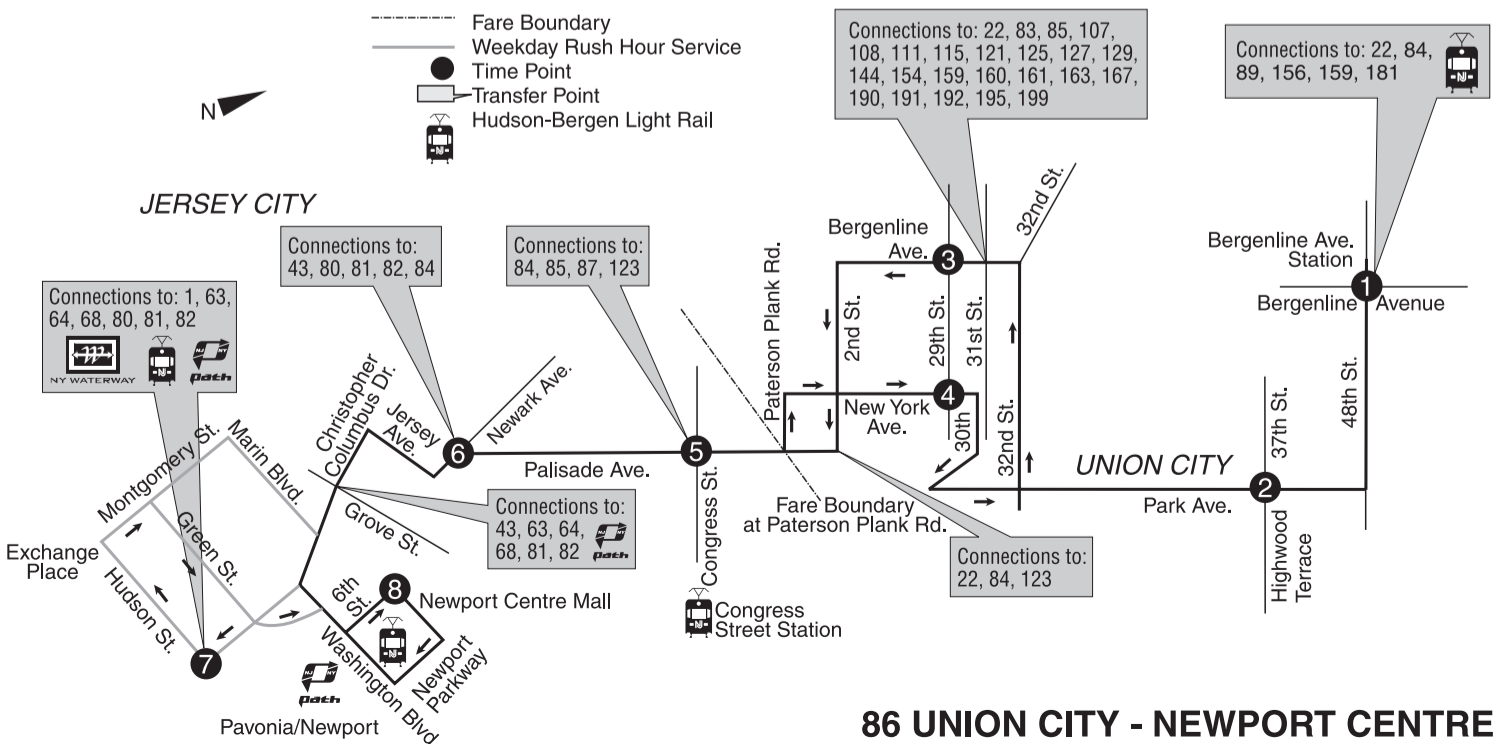 Fare Boundary
Weekday Rush Hour Service
Time Point
Transfer Point
Hudson-Bergen Light Rail
N
Connections to: 22, 83, 85, 107,
108, 111, 115, 121, 125, 127, 129,
144, 154, 159, 160, 161, 163, 167,
190, 191, 192, 195, 199
Connections to: 22, 84,
89, 156, 159, 181
JERSEY CITY
Connections to: 1, 63,
64, 68, 80, 81, 82
NY WATERWAY
path
Connections to:
43, 80, 81, 82, 84
Connections to:
84, 85, 87, 123
Paterson Plank Rd.
Bergenline
Ave.
3
2nd St.
29th St.
31st St.
32nd St.
32nd St.
Bergenline Ave.
Station
1
Bergenline Avenue
48th St.
4
New York
Ave.
30th
UNION CITY
37th St.
2
Park Ave.
Highwood
Terrace
Christopher
Columbus Dr.
Jersey
Ave.
6
Newark Ave.
Palisade Ave.
5
Congress St.
Fare Boundary
at Paterson Plank Rd.
Connections to:
22, 84, 123
Connections to:
43, 63, 64,
68, 81, 82
path
Grove St.
Montgomery St.
Marin Blvd.
Green St.
Exchange
Place
Hudson St.
7
6th
St.
8
Newport Centre Mall
Washington Blvd
Newport
Parkway
path
Pavonia/Newport
Congress
Street Station
86 UNION CITY - NEWPORT CENTRE